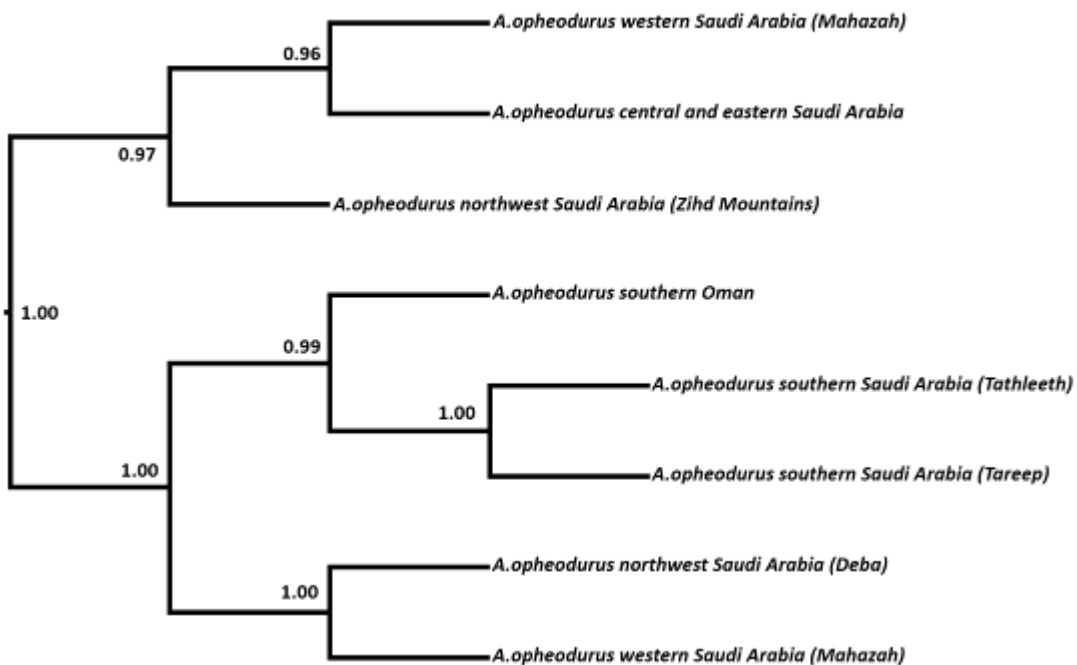 A.opheodurus western Saudi Arabia (Mahazah)
0.96
A.opheodurus central and eastern Saudi Arabia
0.97
A.opheodurus northwest Saudi Arabia (Zihd Mountains)
A.opheodurus southern Oman
1.00
0.99
A.opheodurus southern Saudi Arabia (Tathleeth)
1.00
1.00
A.opheodurus southern Saudi Arabia (Tareep)
A.opheodurus northwest Saudi Arabia (Deba)
1.00
A.opheodurus western Saudi Arabia (Mahazah)